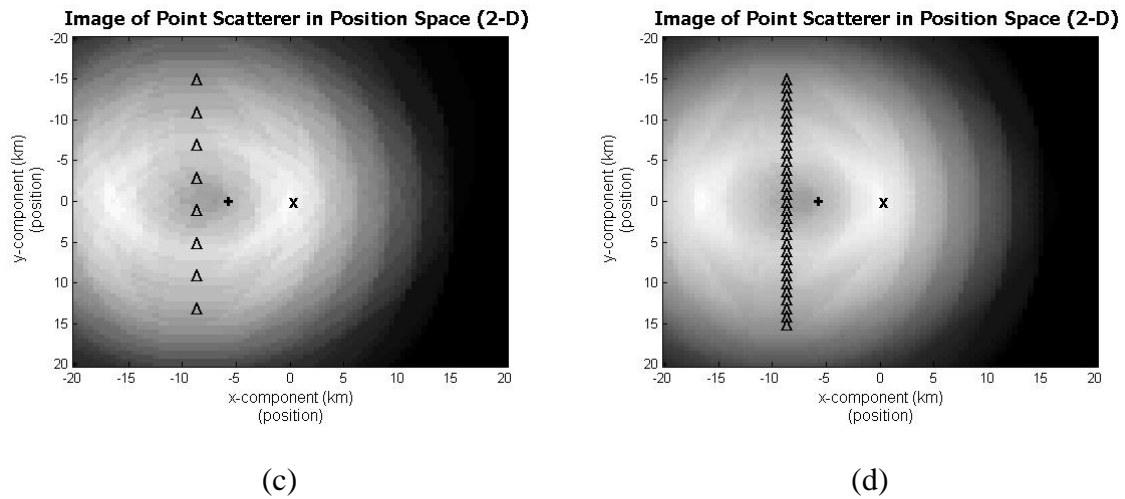 Image of Point Scatterer in Position Space (2-D)
-20
-15
-10
-5
0
5
10
15
20
y-component (km)
(position)
x
-20
-15
-10
-5
0
5
10
15
20
x-component (km)
(position)
(c)
Image of Point Scatterer in Position Space (2-D)
-20
-15
-10
-5
0
5
10
15
20
y-component (km)
(position)
x
-20
-15
-10
-5
0
5
10
15
20
x-component (km)
(position)
(d)